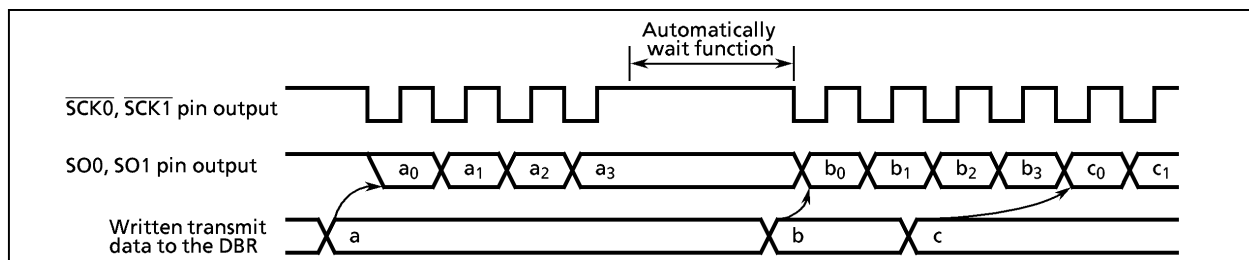 Automatically
wait function
SCK0, SCK1 pin output
SO0, SO1 pin output
a0 a1 a2 a3 b0 b1 b2 b3 c0 c1
Written transmit
data to the DBR
a b c